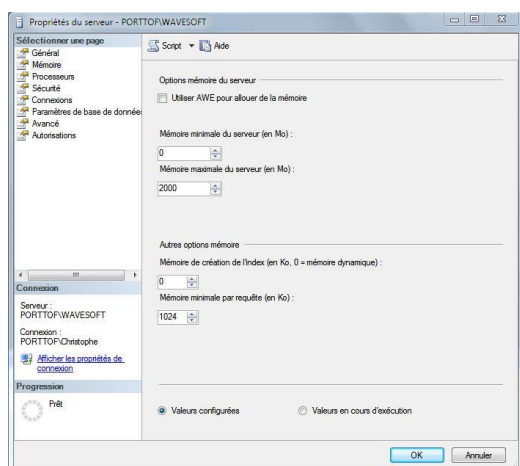 Propriétés du serveur - PORTTOF\WAVESOFT
Sélectionner une page
Général
Mémoire
Processeurs
Sécurité
Connexions
Paramètres de base de donnée
Avancé
Autorisations
Script
Aide
Options mémoire du serveur
Utiliser AWE pour allouer de la mémoire
Mémoire minimale du serveur (en Mo) :
0
Mémoire maximale du serveur (en Mo) :
2000
Autres options mémoire
Mémoire de création de l'index (en Ko, 0 = mémoire dynamique) :
0
Mémoire minimale par requête (en Ko) :
1024
Connexion
Serveur :
PORTTOF\WAVESOFT
Connexion :
PORTTOF\Christophe
Afficher les propriétés de
connexion
Progression
Prêt
Valeurs configurées
Valeurs en cours d'exécution
OK
Annuler